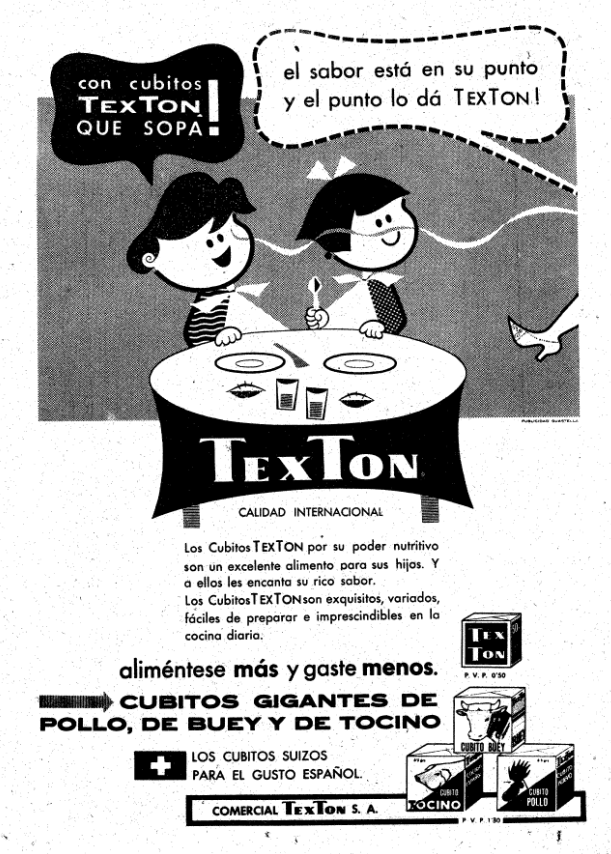 con cubitos
TEXTON
QUE SOPA!
el sabor está en su punto
y el punto lo dá TEXTON!
PUBLICIDAD GUASTELLI
TEXTON
CALIDAD INTERNACIONAL
Los Cubitos TEXTON por su poder nutritivo
son un excelente alimento para sus hijos. Y
a ellos les encanta su rico sabor.
Los Cubitos TEXTON son exquisitos, variados,
fáciles de preparar e imprescindibles en la
cocina diaria.
TEX
TON
P. V. P. 0'50
aliméntese más y gaste menos.
CUBITOS GIGANTES DE
POLLO, DE BUEY Y DE TOCINO
CUBITO BUEY
LOS CUBITOS SUIZOS
PARA EL GUSTO ESPAÑOL.
CUBITO
TOCINO
CUBITO
POLLO
COMERCIAL TEXTON S. A.
P. V. P. 1'50